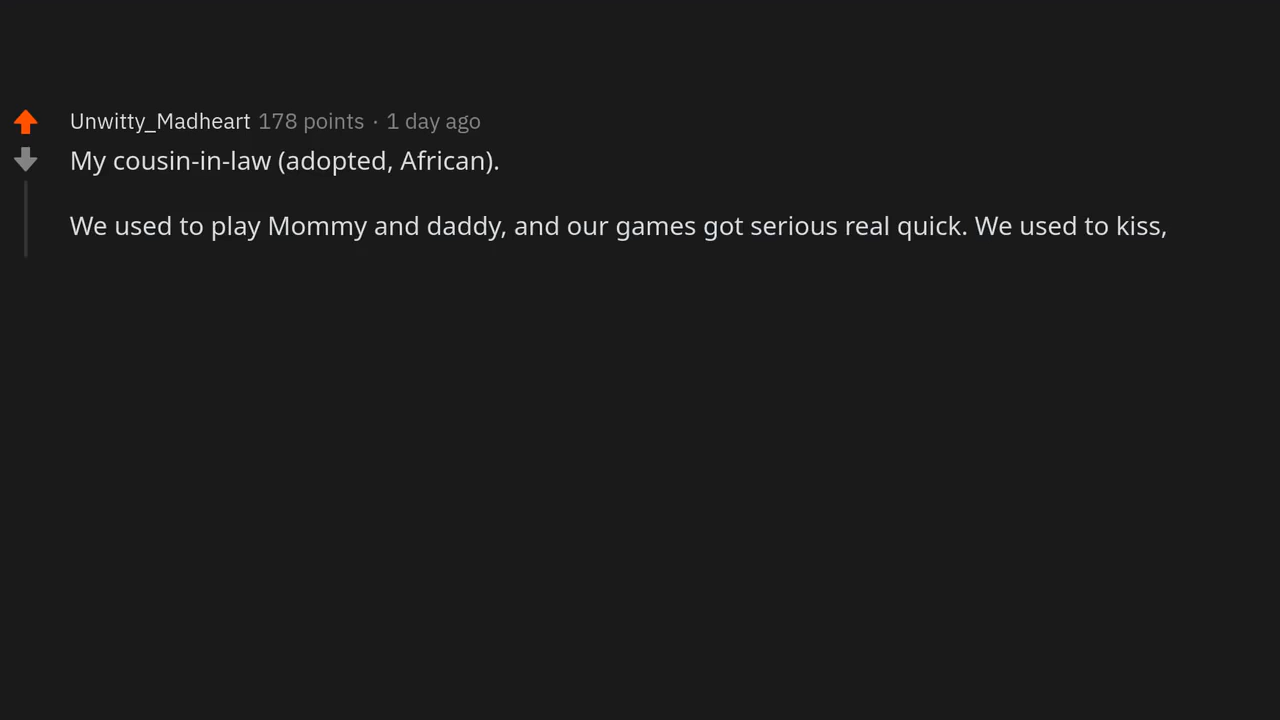 Unwitty_Madheart 178 points · 1 day ago
My cousin-in-law (adopted, African).
We used to play Mommy and daddy, and our games got serious real quick. We used to kiss,